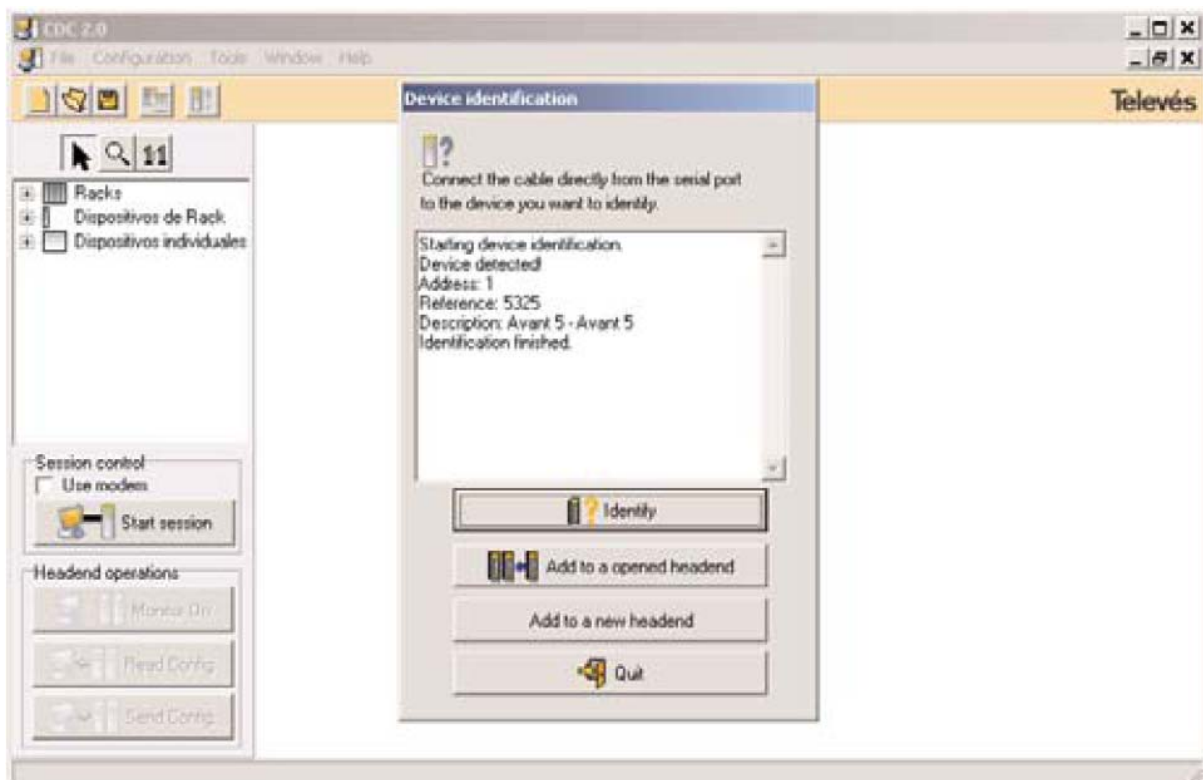 CDC 2.0
File Configuration Tools Window Help
Televés
Racks
Dispositivos de Rack
Dispositivos individuales
Session control
Use modem
Start session
Headend operations
Monitor On
Read Config
Send Config
Device identification
?
Connect the cable directly from the serial port
to the device you want to identify.
Starting device identification.
Device detected!
Address: 1
Reference: 5325
Description: Avant 5 - Avant 5
Identification finished.
? Identify
Add to a opened headend
Add to a new headend
Quit